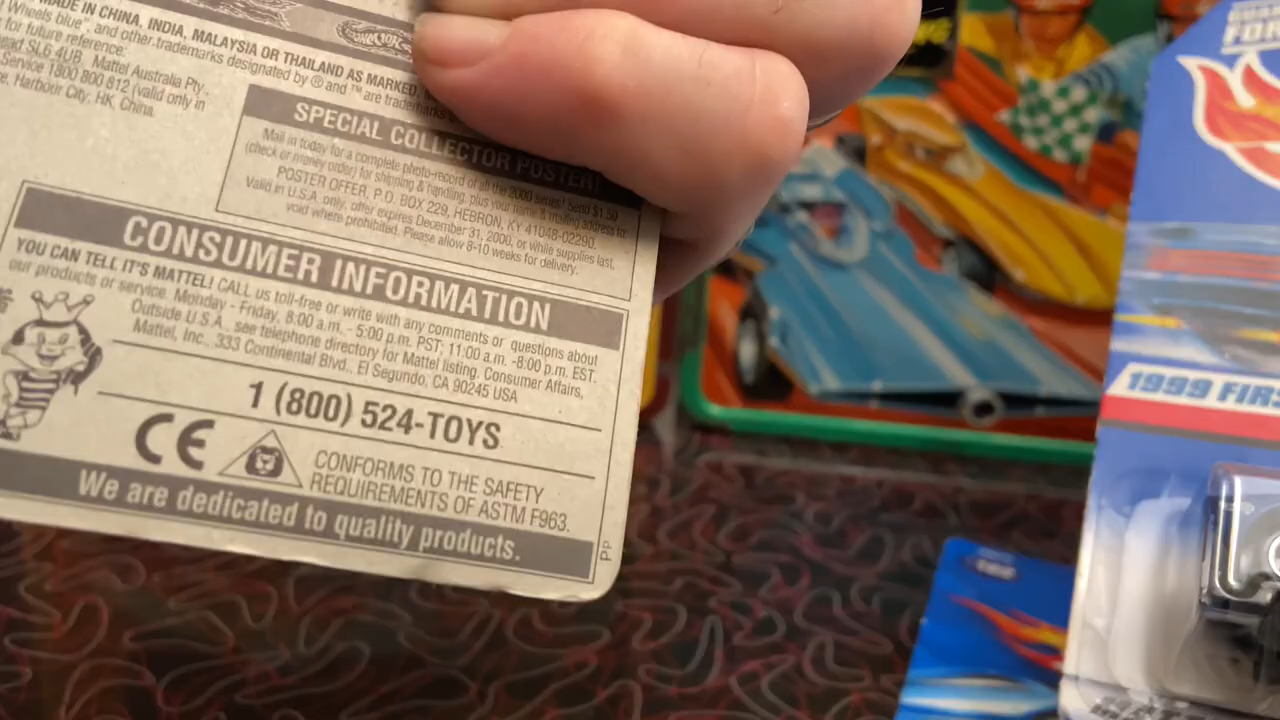 MADE IN CHINA, INDIA, MALAYSIA OR THAILAND AS MARKED.
Wheels blue", and other trademarks designated by ® and ™ are trademarks
for future reference.
SL6 4UB. Mattel Australia Pty.,
Service 1800 800 812 (valid only in
Harbour City, HK, China.
SPECIAL COLLECTOR POSTER!
Mail in today for a complete photo-record of all the 2000 series! Send $1.50
(check or money order) for shipping & handling, plus your name & mailing address to:
POSTER OFFER, P.O. BOX 229, HEBRON, KY 41048-02290.
Valid in U.S.A. only, offer expires December 31, 2000, or while supplies last,
void where prohibited. Please allow 8-10 weeks for delivery.
CONSUMER INFORMATION
YOU CAN TELL IT'S MATTEL! CALL us toll-free or write with any comments or questions about
our products or service. Monday - Friday, 8:00 a.m. - 5:00 p.m. PST; 11:00 a.m. -8:00 p.m. EST.
Outside U.S.A., see telephone directory for Mattel listing. Consumer Affairs,
Mattel, Inc., 333 Continental Blvd., El Segundo, CA 90245 USA
1 (800) 524-TOYS
CE
CONFORMS TO THE SAFETY
REQUIREMENTS OF ASTM F963.
We are dedicated to quality products.
PP
1999 FIRS